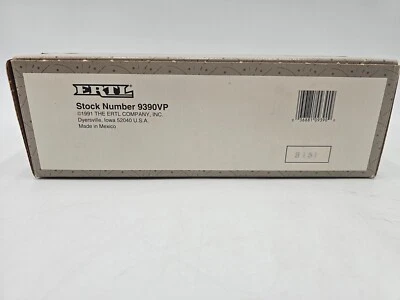 ERTL
Stock Number 9390VP
©1991 THE ERTL COMPANY, INC.
Dyersville, Iowa 52040 U.S.A.
Made in Mexico